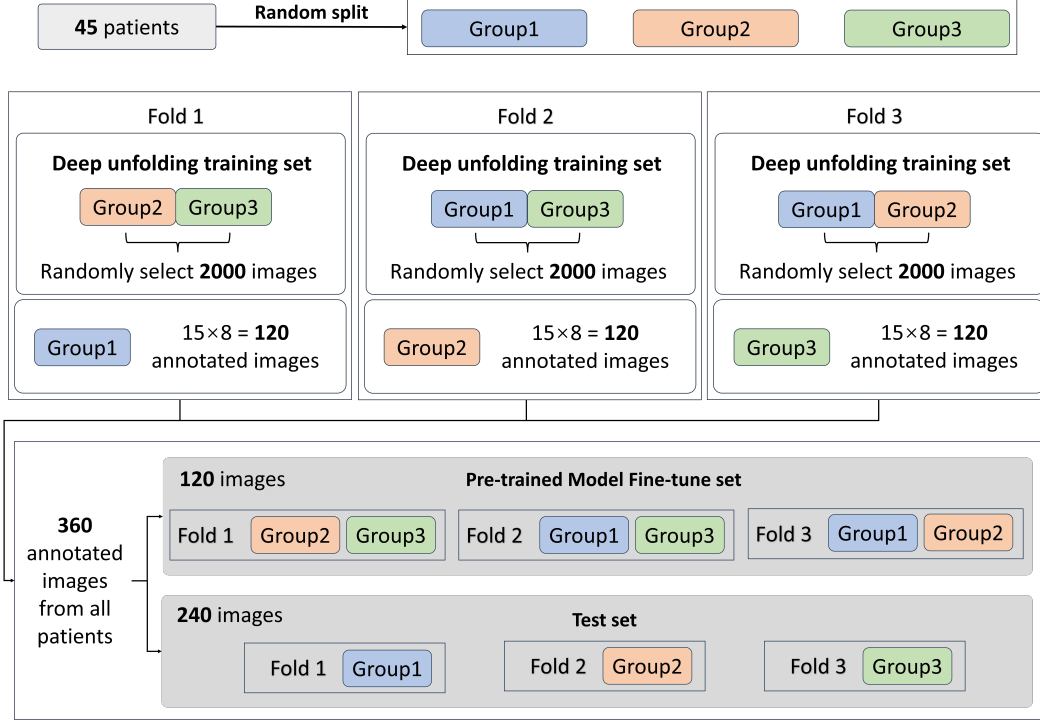 45 patients
Random split
Group1
Group2
Group3
Fold 1
Deep unfolding training set
Group2 Group3
Randomly select 2000 images
Group1
15×8 = 120
annotated images
Fold 2
Deep unfolding training set
Group1 Group3
Randomly select 2000 images
Group2
15×8 = 120
annotated images
Fold 3
Deep unfolding training set
Group1 Group2
Randomly select 2000 images
Group3
15×8 = 120
annotated images
360
annotated
images
from all
patients
120 images
Pre-trained Model Fine-tune set
Fold 1 Group2 Group3
Fold 2 Group1 Group3
Fold 3 Group1 Group2
240 images
Test set
Fold 1 Group1
Fold 2 Group2
Fold 3 Group3